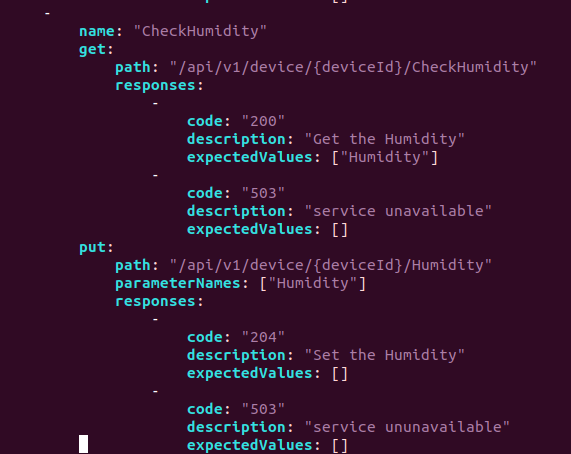 -
name: "CheckHumidity"
get:
path: "/api/v1/device/{deviceId}/CheckHumidity"
responses:
-
code: "200"
description: "Get the Humidity"
expectedValues: ["Humidity"]
-
code: "503"
description: "service unavailable"
expectedValues: []
put:
path: "/api/v1/device/{deviceId}/Humidity"
parameterNames: ["Humidity"]
responses:
-
code: "204"
description: "Set the Humidity"
expectedValues: []
-
code: "503"
description: "service ununavailable"
expectedValues: []